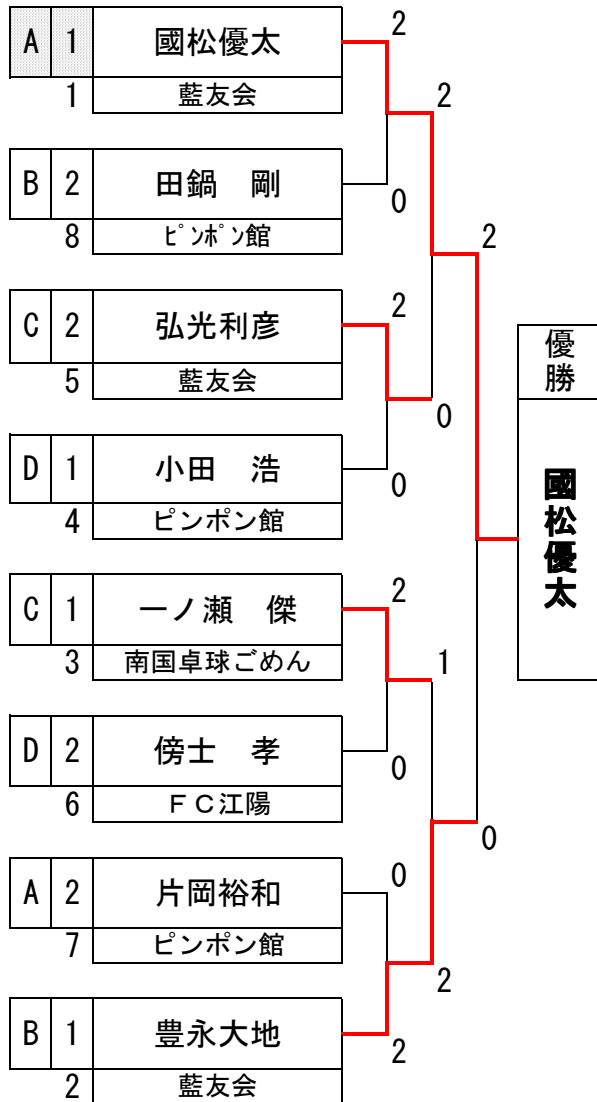 A 1 國松優太 2
1 藍友会 2
B 2 田鍋　剛 0
8 ﾋﾟﾝﾎﾟﾝ館 2
C 2 弘光利彦 2
5 藍友会 0
D 1 小田　浩 0
4 ピンポン館
優勝
國松優太
C 1 一ノ瀬　傑 2
3 南国卓球ごめん 1
D 2 傍士　孝 0
6 ＦＣ江陽 0
A 2 片岡裕和 0
7 ピンポン館 2
B 1 豊永大地 2
2 藍友会